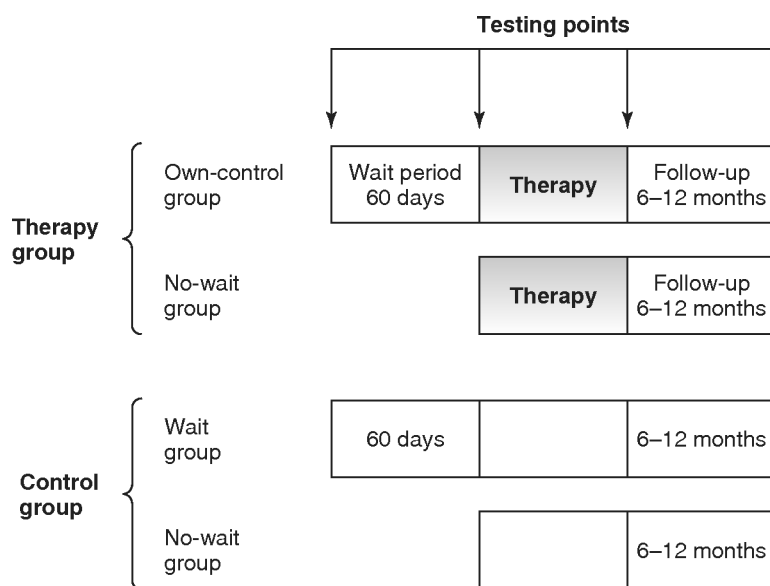 Testing points
Own-control
group
Wait period
60 days
Therapy
Follow-up
6–12 months
Therapy
group
No-wait
group
Therapy
Follow-up
6–12 months
Wait
group
60 days
6–12 months
Control
group
No-wait
group
6–12 months